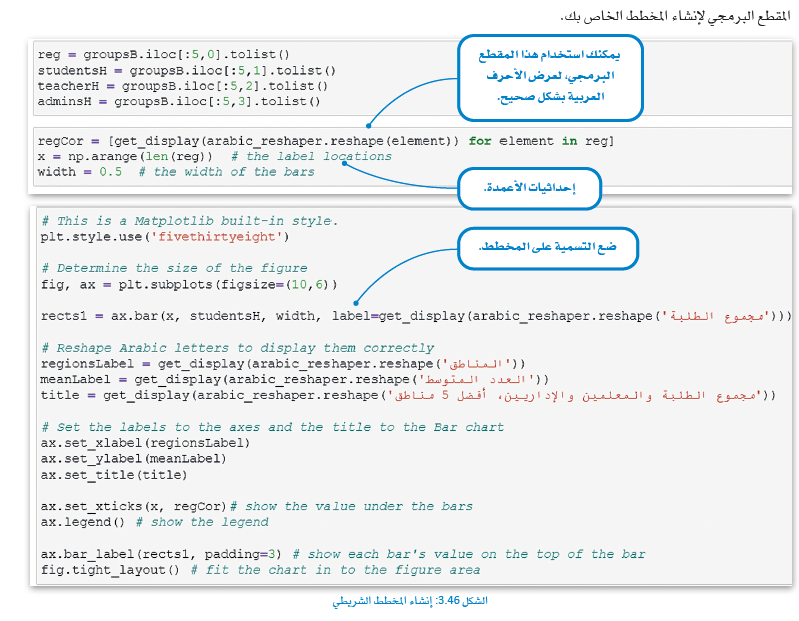 المقطع البرمجي لإنشاء المخطط الخاص بك.
reg = groupsB.iloc[:5,0].tolist()
studentsH = groupsB.iloc[:5,1].tolist()
teacherH = groupsB.iloc[:5,2].tolist()
adminsH = groupsB.iloc[:5,3].tolist()
يمكنك استخدام هذا المقطع
البرمجي، لعرض الأحرف
العربية بشكل صحيح.
regCor = [get_display(arabic_reshaper.reshape(element)) for element in reg]
x = np.arange(len(reg))  # the label locations
width = 0.5  # the width of the bars
إحداثيات الأعمدة.
# This is a Matplotlib built-in style.
plt.style.use('fivethirtyeight')
ضع التسمية على المخطط.
# Determine the size of the figure
fig, ax = plt.subplots(figsize=(10,6))
rects1 = ax.bar(x, studentsH, width, label=get_display(arabic_reshaper.reshape('مجموع الطلبة')))
# Reshape Arabic letters to display them correctly
regionsLabel = get_display(arabic_reshaper.reshape('المناطق'))
meanLabel = get_display(arabic_reshaper.reshape('العدد المتوسط'))
title = get_display(arabic_reshaper.reshape('مجموع الطلبة والمعلمين والإداريين، أفضل 5 مناطق'))
# Set the labels to the axes and the title to the Bar chart
ax.set_xlabel(regionsLabel)
ax.set_ylabel(meanLabel)
ax.set_title(title)
ax.set_xticks(x, regCor)# show the value under the bars
ax.legend() # show the legend
ax.bar_label(rects1, padding=3) # show each bar's value on the top of the bar
fig.tight_layout() # fit the chart in to the figure area
الشكل 3.46: إنشاء المخطط الشريطي